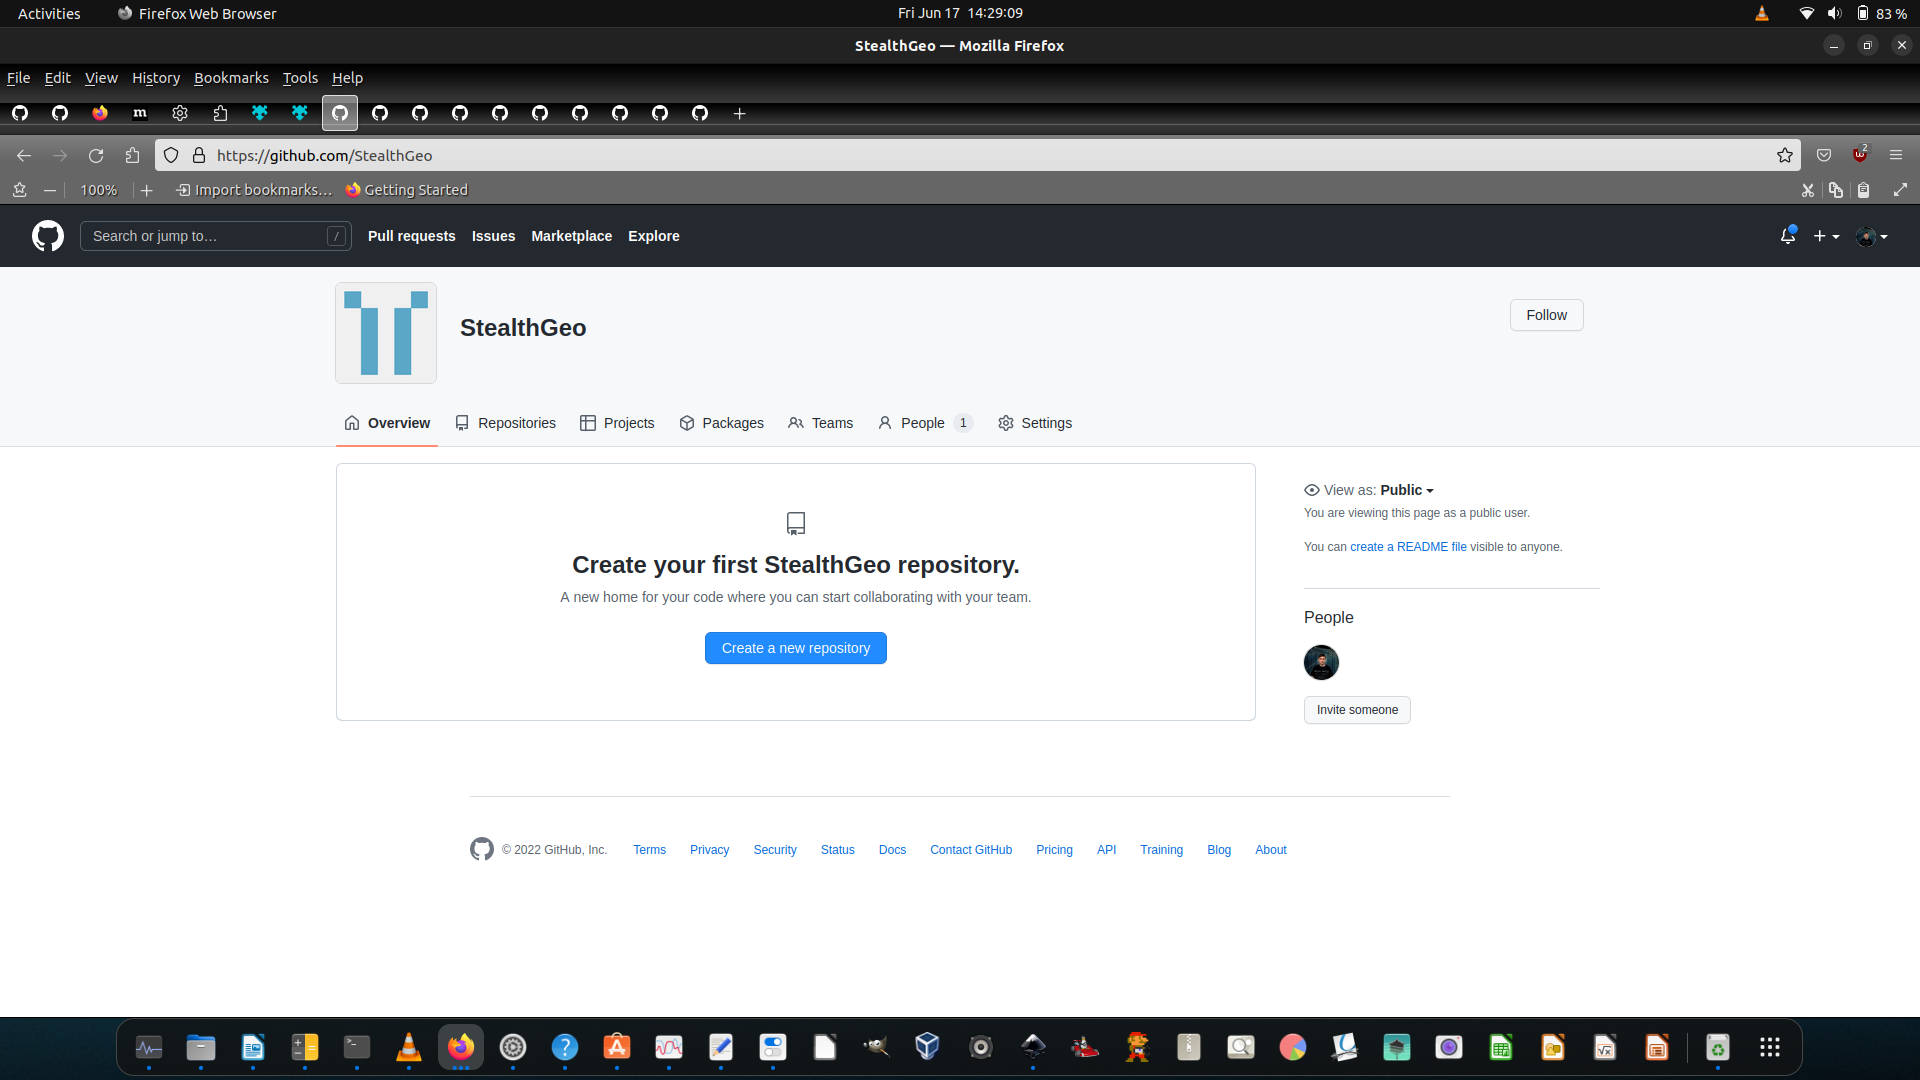 Activities Firefox Web Browser Fri Jun 17 14:29:09 83 %
StealthGeo — Mozilla Firefox
File Edit View History Bookmarks Tools Help
m
https://github.com/StealthGeo 2
100% Import bookmarks… Getting Started
Search or jump to… / Pull requests Issues Marketplace Explore
StealthGeo
Follow
Overview Repositories Projects Packages Teams People 1 Settings
View as: Public
You are viewing this page as a public user.
You can create a README file visible to anyone.
Create your first StealthGeo repository.
A new home for your code where you can start collaborating with your team.
Create a new repository
People
Invite someone
© 2022 GitHub, Inc. Terms Privacy Security Status Docs Contact GitHub Pricing API Training Blog About